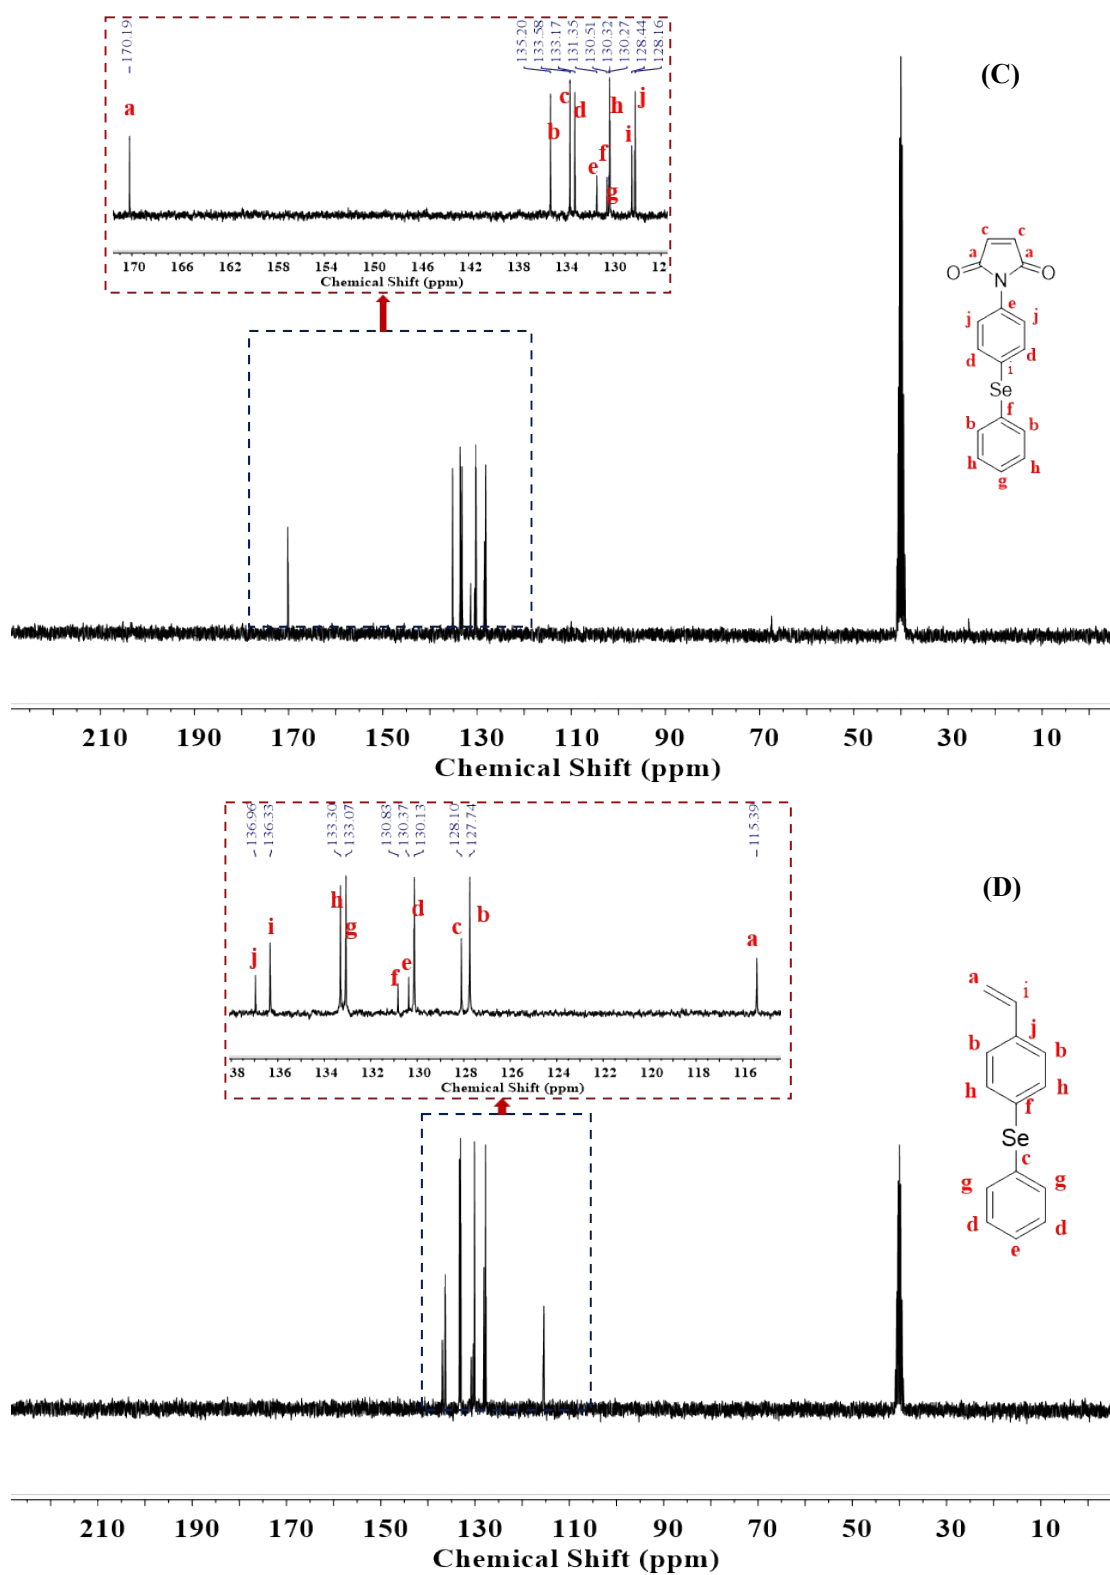 -170.19
135.20
133.58
133.17
131.35
130.51
130.32
130.27
128.44
128.16
(C)
a
b
c
d
e
f
g
h
i
j
170 166 162 158 154 150 146 142 138 134 130 12
Chemical Shift (ppm)
c c
a a
O N O
e
j j
d d
i
Se
f
b b
h h
g
210 190 170 150 130 110 90 70 50 30 10
Chemical Shift (ppm)
136.96
136.33
133.30
133.07
130.83
130.37
130.13
128.10
127.74
-115.39
(D)
j
i
h
g
f
e
d
c
b
a
38 136 134 132 130 128 126 124 122 120 118 116
Chemical Shift (ppm)
a i
j
b b
h h
f
Se
c
g g
d d
e
210 190 170 150 130 110 90 70 50 30 10
Chemical Shift (ppm)